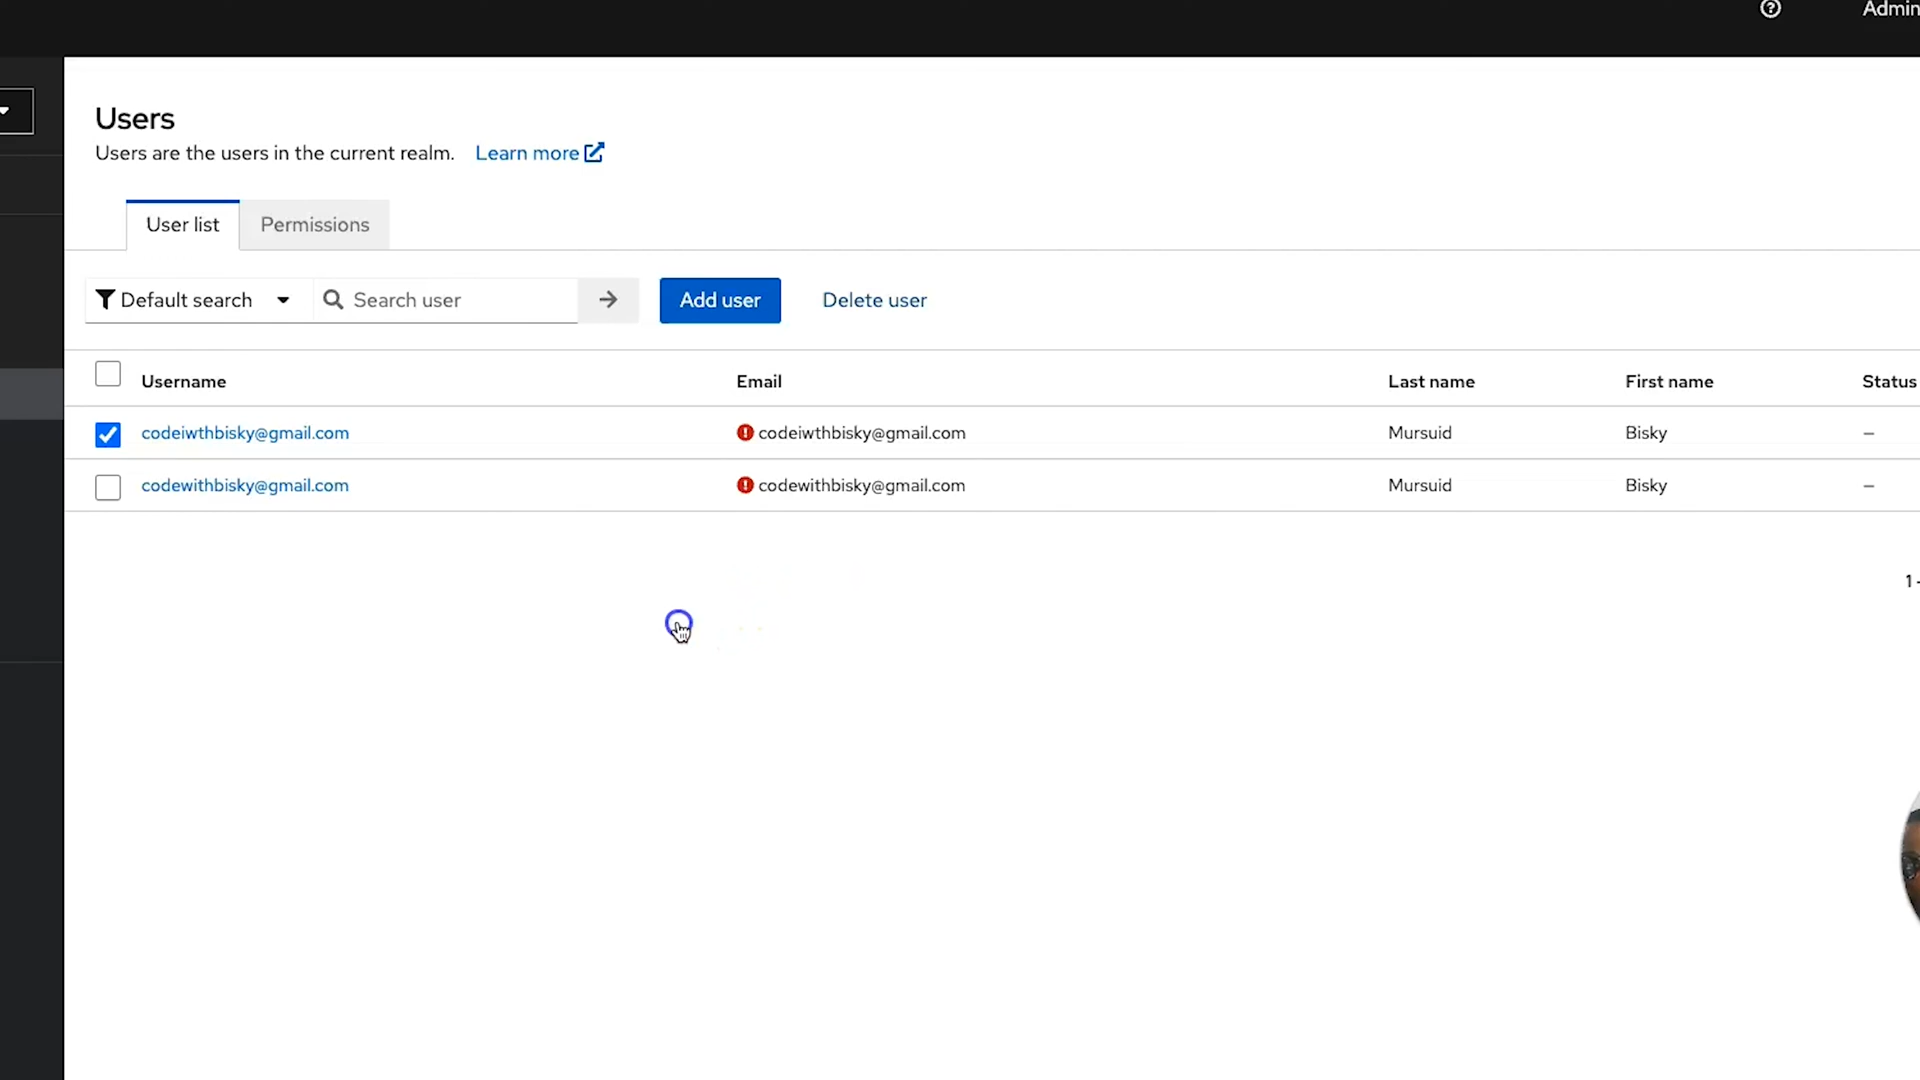 Admin
Users
Users are the users in the current realm. Learn more
User list Permissions
Default search Search user Add user Delete user
Username Email Last name First name Status
codeiwthbisky@gmail.com codeiwthbisky@gmail.com Mursuid Bisky –
codewithbisky@gmail.com codewithbisky@gmail.com Mursuid Bisky –
1 -